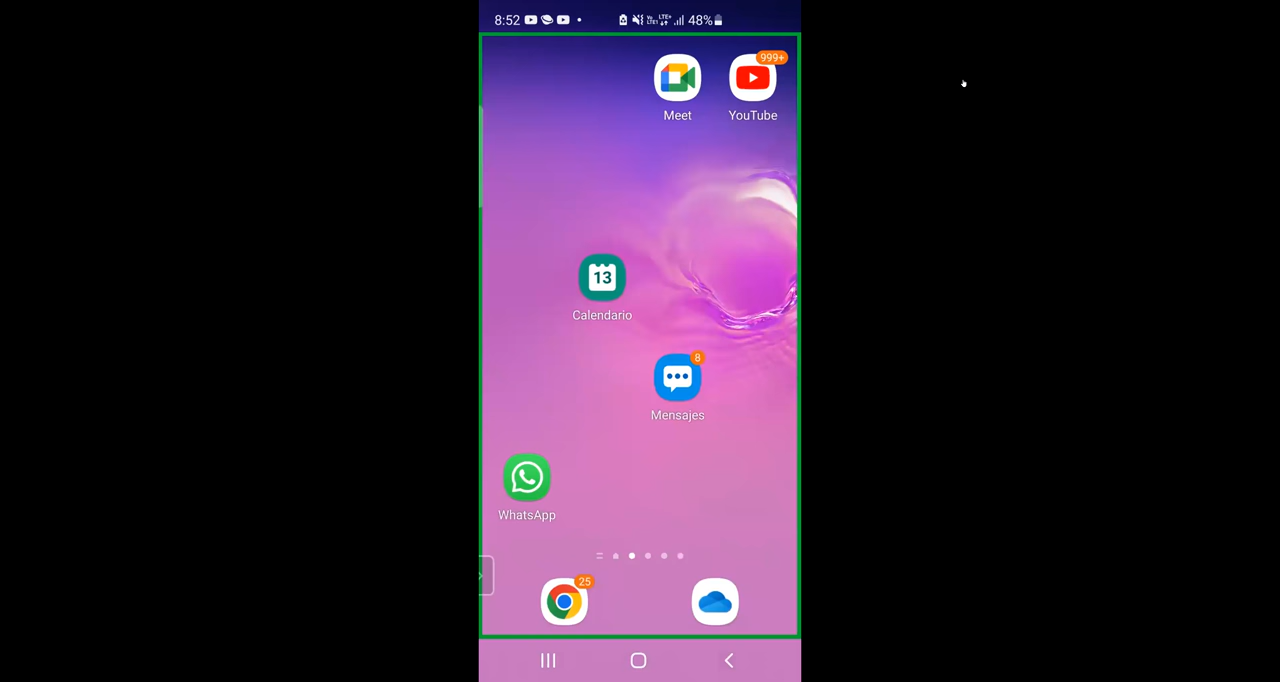 8:52
48%
999+
Meet
YouTube
13
Calendario
8
Mensajes
WhatsApp
25